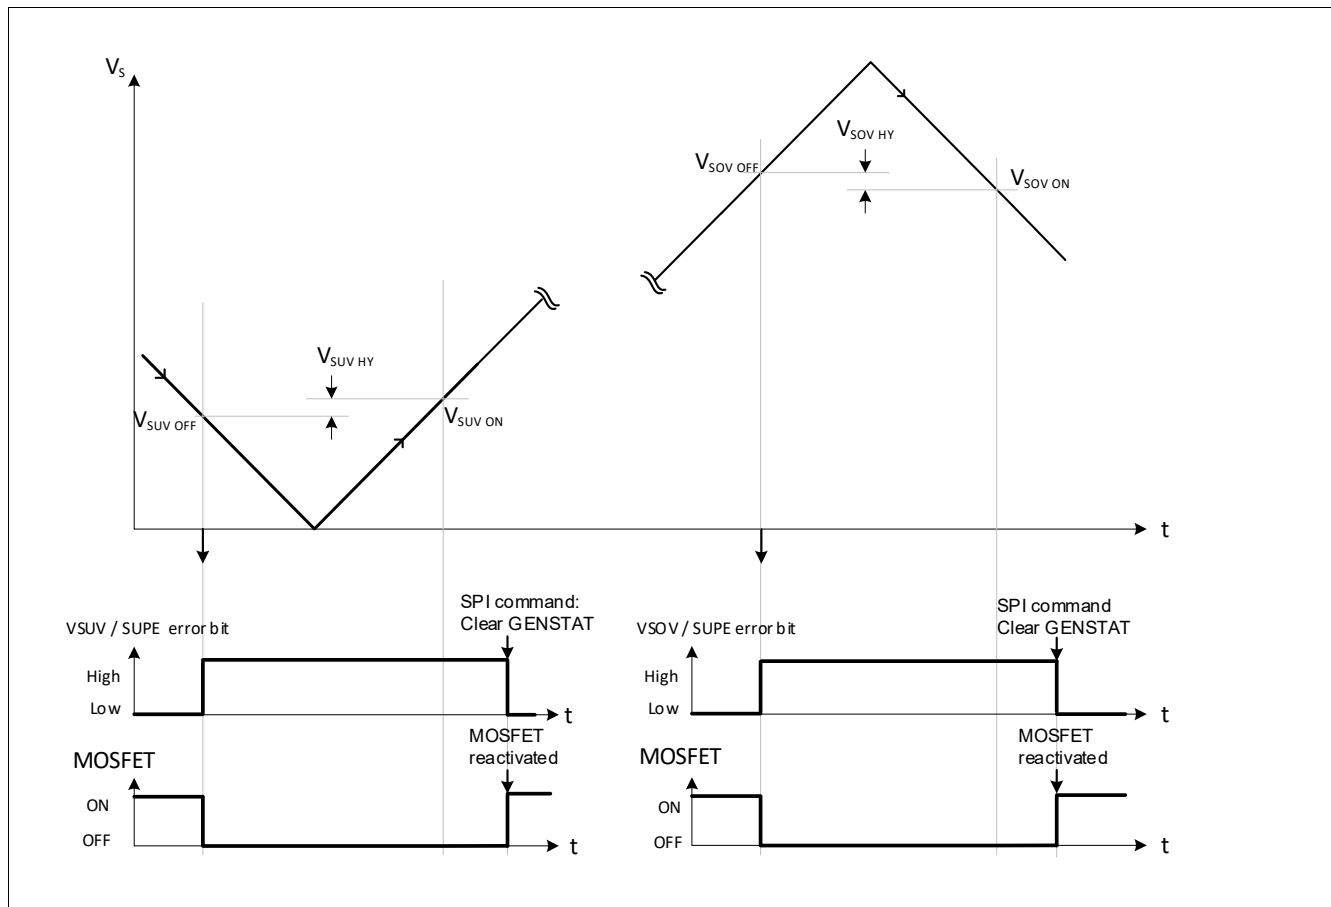 VS
VSOV HY
VSOV OFF
VSOV ON
VSUV HY
VSUV OFF
VSUV ON
t
SPI command:
Clear GENSTAT
VSUV / SUPE error bit
High
Low
t
MOSFET
reactivated
MOSFET
ON
OFF
t
SPI command
Clear GENSTAT
VSOV / SUPE error bit
High
Low
t
MOSFET
reactivated
MOSFET
ON
OFF
t